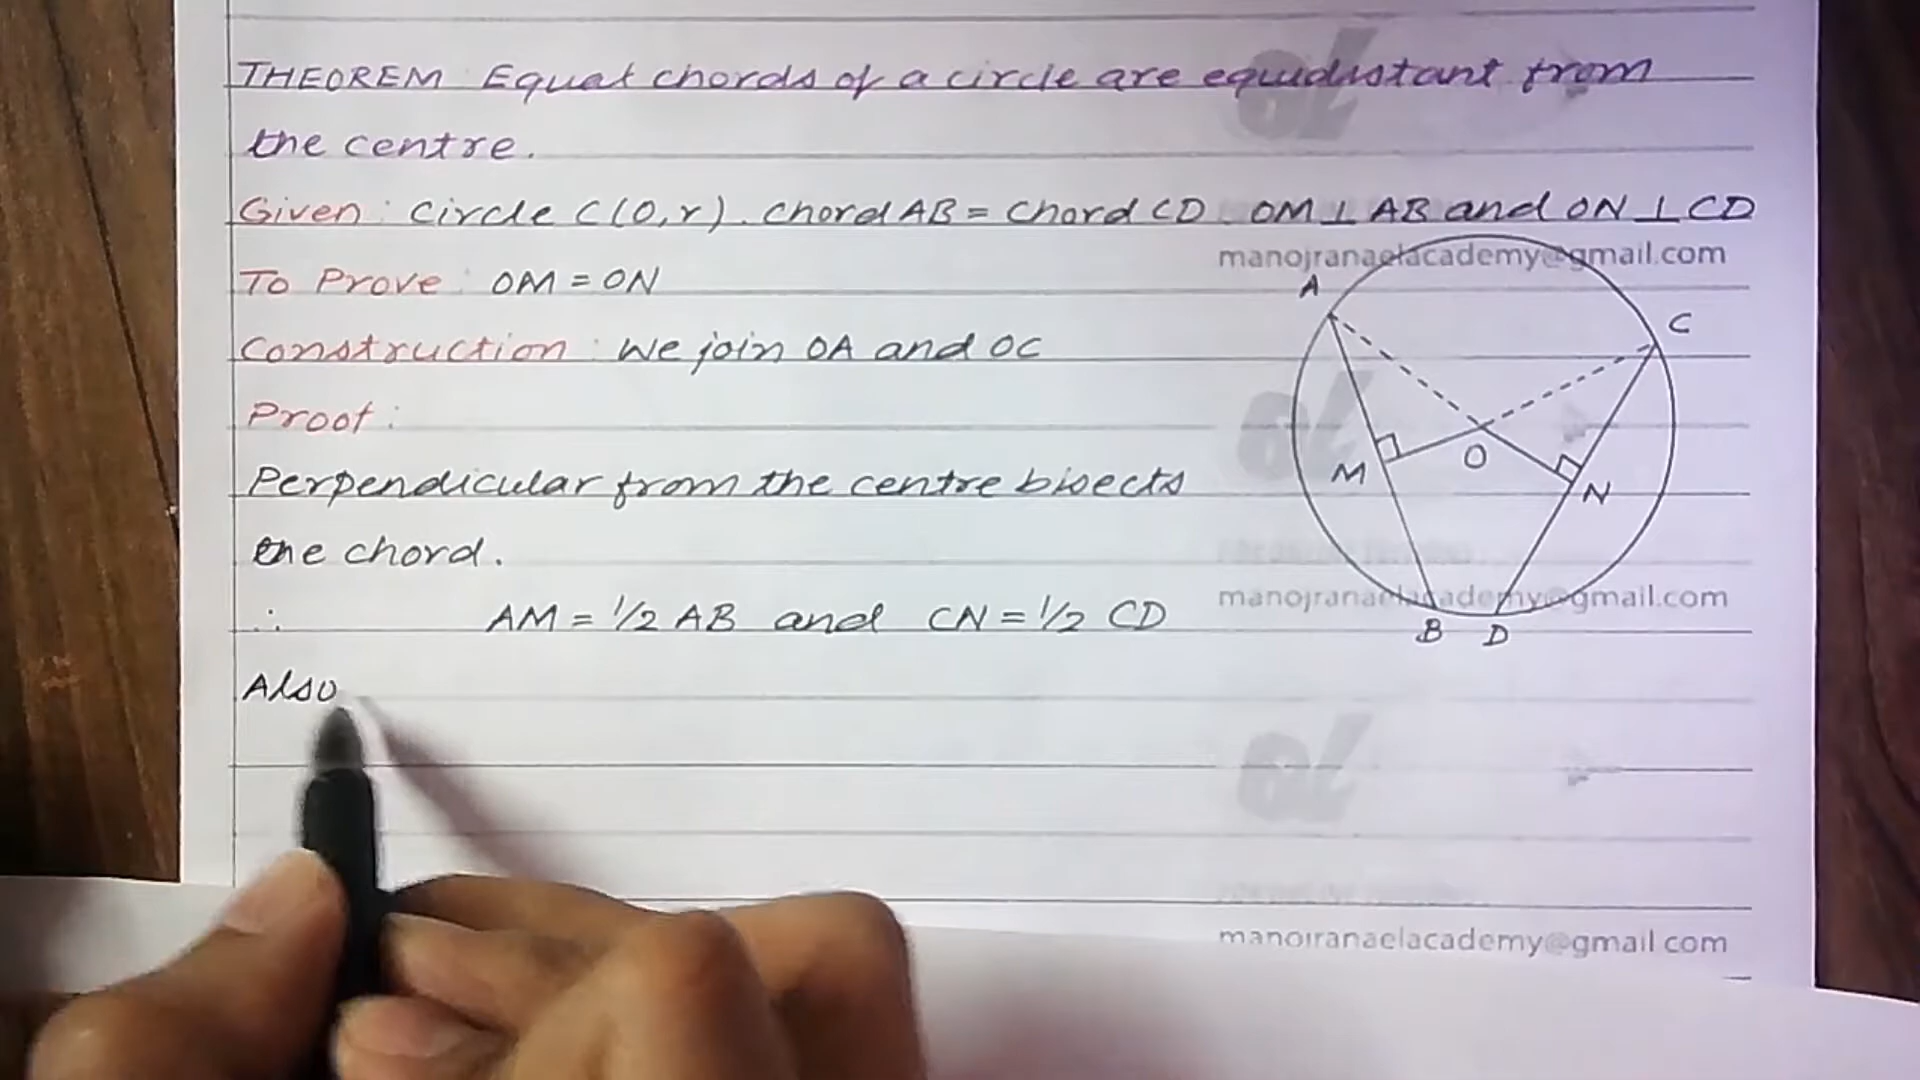 THEOREM Equal chords of a circle are equidistant from
the centre.
Given : Circle C(O,r). Chord AB = Chord CD. OM ⊥ AB and ON ⊥ CD
manojranaelacademy@gmail.com
To Prove : OM = ON
A
C
Construction : We join OA and OC
Proof :
M
O
N
Perpendicular from the centre bisects
the chord.
manojranaelacademy@gmail.com
∴ AM = 1/2 AB and CN = 1/2 CD
B D
Also
manojranaelacademy@gmail.com